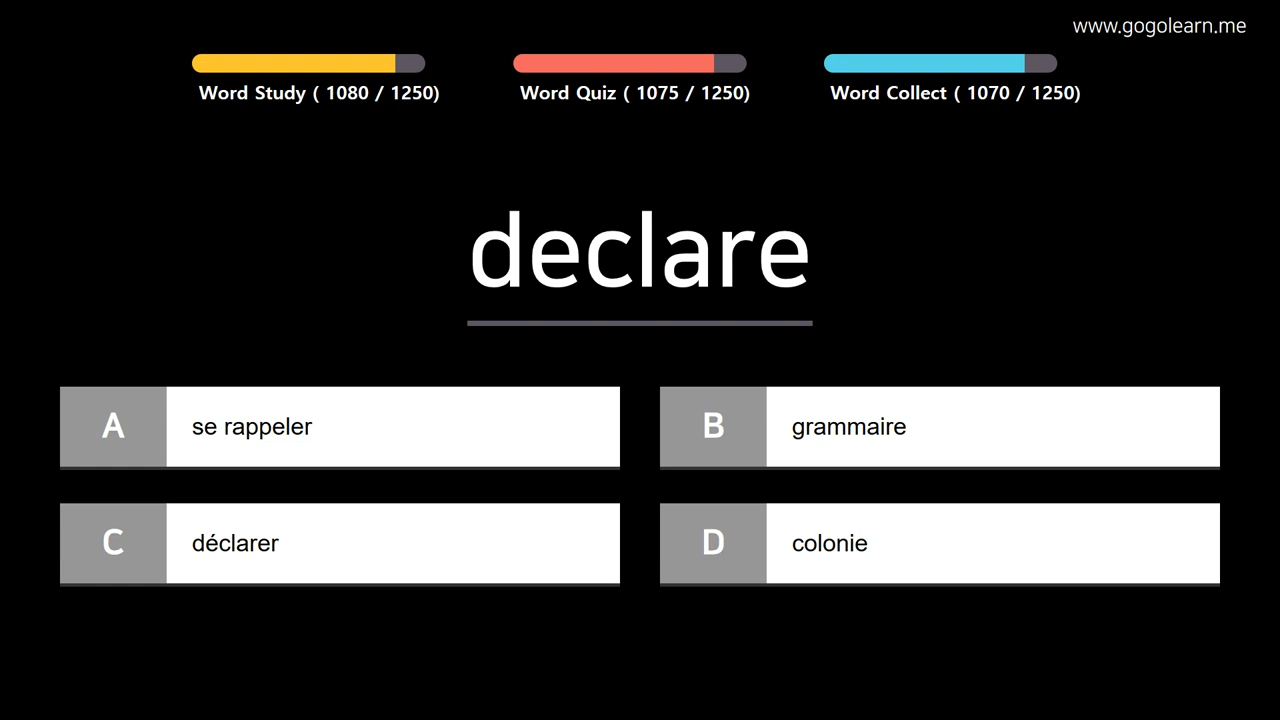 www.gogolearn.me
Word Study ( 1080 / 1250)
Word Quiz ( 1075 / 1250)
Word Collect ( 1070 / 1250)
declare
A
se rappeler
B
grammaire
C
déclarer
D
colonie